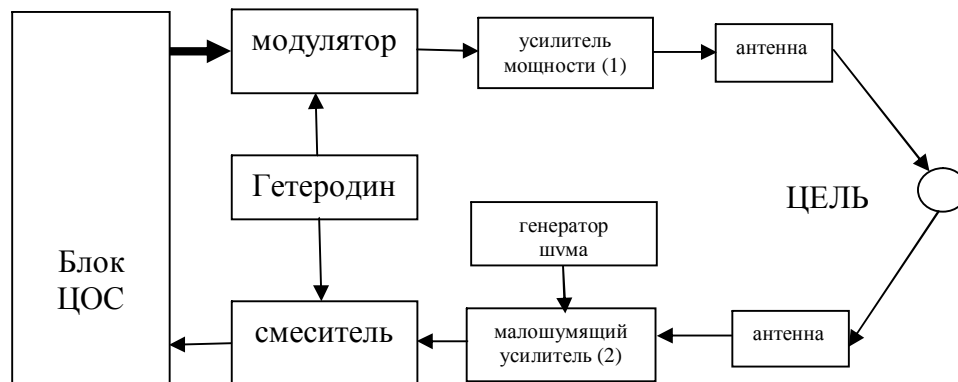 модулятор
усилитель
мощности (1)
антенна
Гетеродин
ЦЕЛЬ
генератор
шума
Блок
ЦОС
смеситель
малошумящий
усилитель (2)
антенна